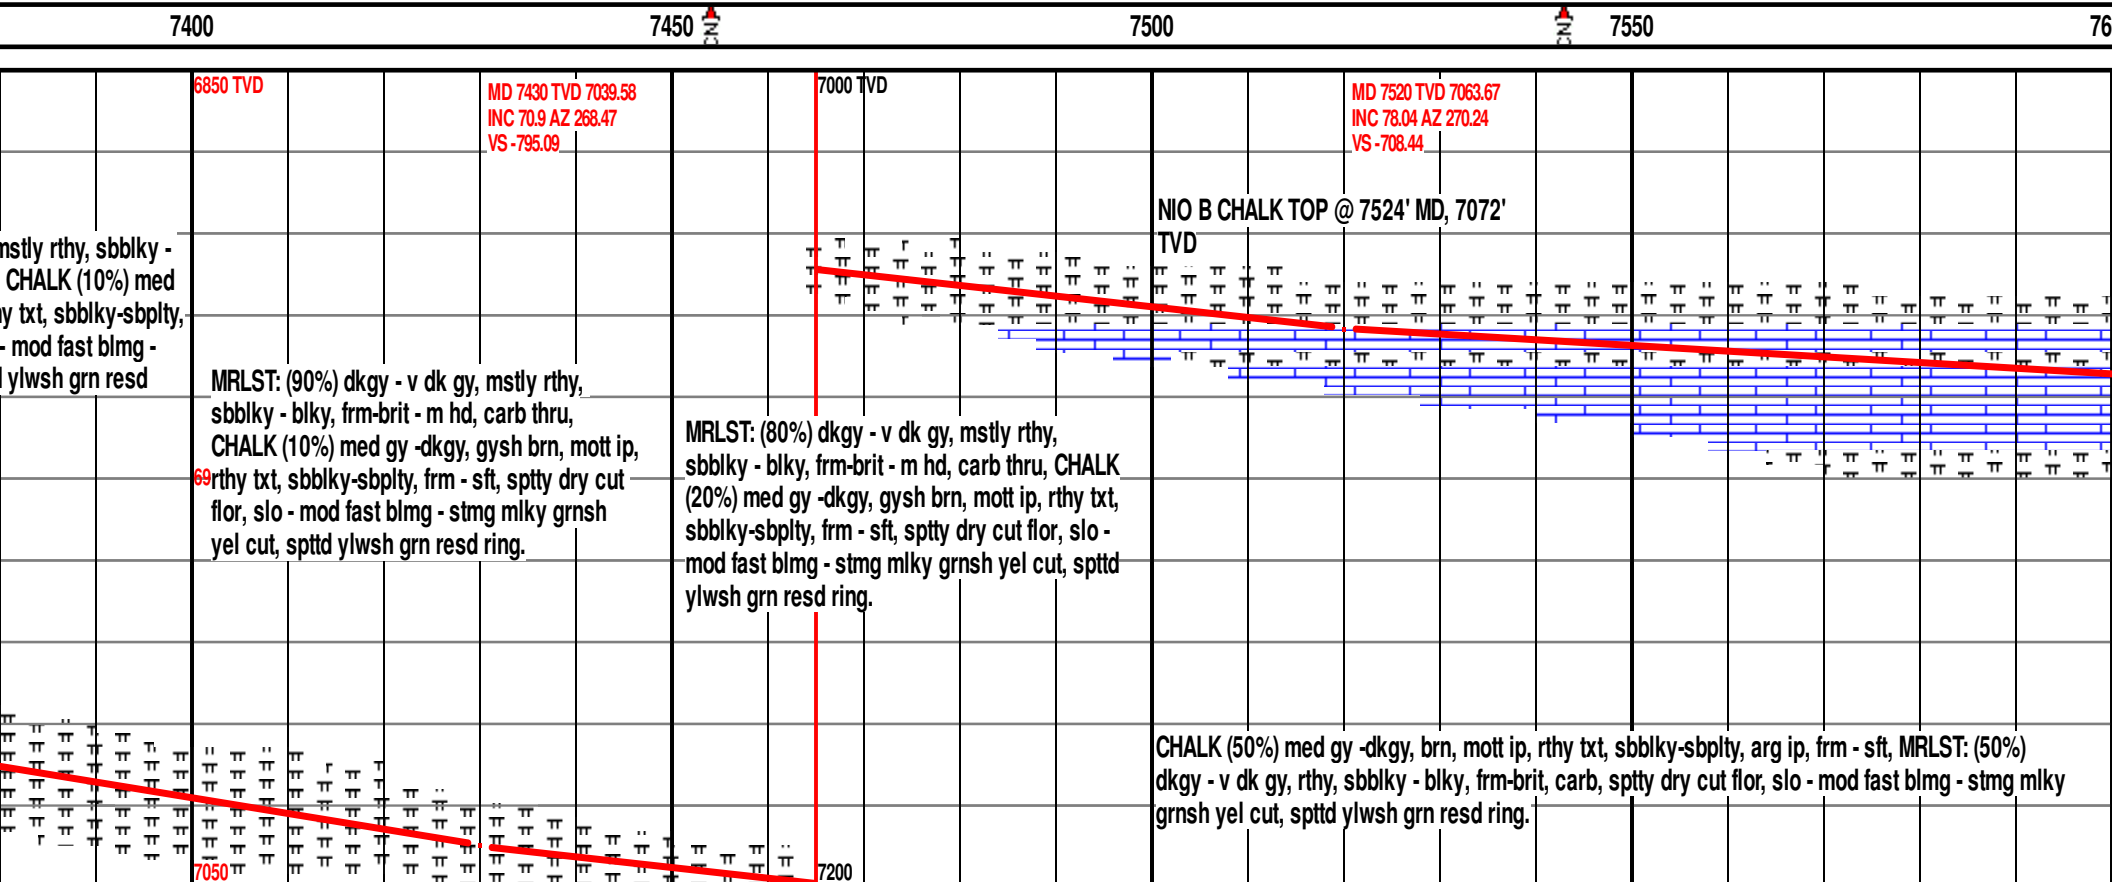 7400
7450
CN
7500
CN
7550
76
6850 TVD
MD 7430 TVD 7039.58
INC 70.9 AZ 268.47
VS -795.09
7000 TVD
MD 7520 TVD 7063.67
INC 78.04 AZ 270.24
VS -708.44
NIO B CHALK TOP @ 7524' MD, 7072'
TVD
mstly rthy, sbblky -
CHALK (10%) med
y txt, sbblky-sbplty,
- mod fast blmg -
ylwsh grn resd
MRLST: (90%) dkgy - v dk gy, mstly rthy,
sbblky - blky, frm-brit - m hd, carb thru,
CHALK (10%) med gy -dkgy, gysh brn, mott ip,
rthy txt, sbblky-sbplty, frm - sft, sptty dry cut
flor, slo - mod fast blmg - stmg mlky grnsh
yel cut, spttd ylwsh grn resd ring.
69
MRLST: (80%) dkgy - v dk gy, mstly rthy,
sbblky - blky, frm-brit - m hd, carb thru, CHALK
(20%) med gy -dkgy, gysh brn, mott ip, rthy txt,
sbblky-sbplty, frm - sft, sptty dry cut flor, slo -
mod fast blmg - stmg mlky grnsh yel cut, spttd
ylwsh grn resd ring.
CHALK (50%) med gy -dkgy, brn, mott ip, rthy txt, sbblky-sbplty, arg ip, frm - sft, MRLST: (50%)
dkgy - v dk gy, rthy, sbblky - blky, frm-brit, carb, sptty dry cut flor, slo - mod fast blmg - stmg mlky
grnsh yel cut, spttd ylwsh grn resd ring.
7050
7200